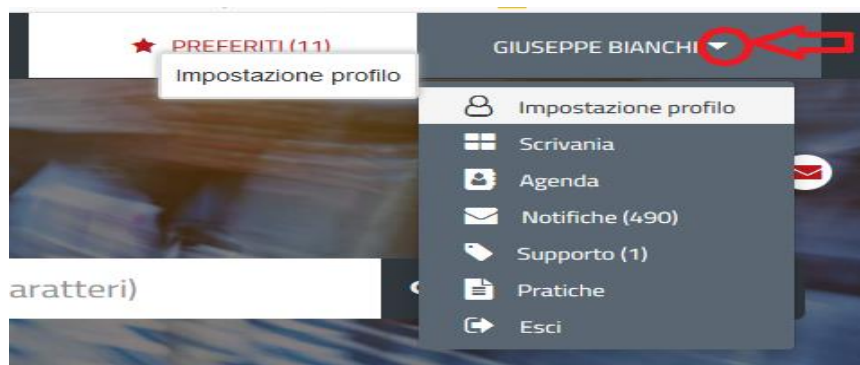 PREFERITI (11)
GIUSEPPE BIANCHI
Impostazione profilo
Impostazione profilo
Scrivania
Agenda
Notifiche (490)
Supporto (1)
Pratiche
Esci
aratteri)